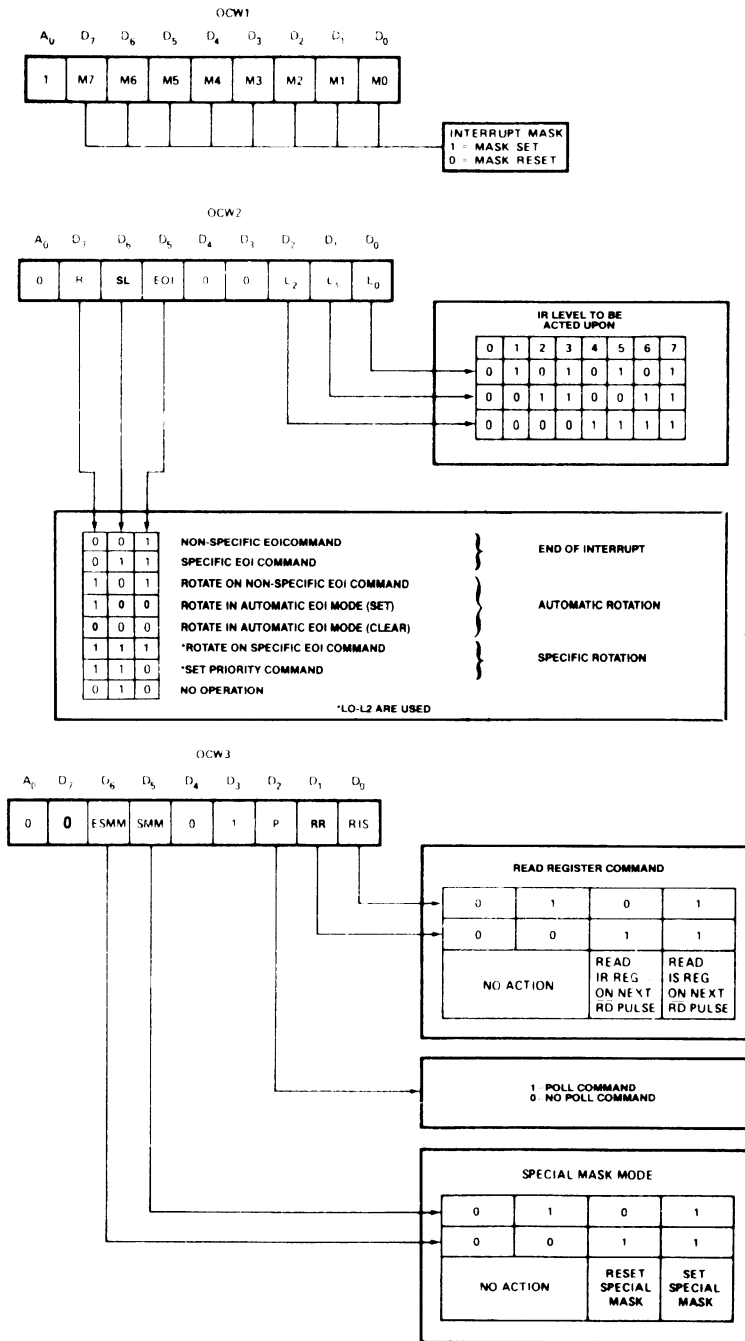 OCW1
A0 D7 D6 D5 D4 D3 D2 D1 D0
1 M7 M6 M5 M4 M3 M2 M1 M0
INTERRUPT MASK
1 = MASK SET
0 = MASK RESET
OCW2
A0 D7 D6 D5 D4 D3 D2 D1 D0
0 R SL EOI 0 0 L2 L1 L0
IR LEVEL TO BE
ACTED UPON
0 1 2 3 4 5 6 7
0 1 0 1 0 1 0 1
0 0 1 1 0 0 1 1
0 0 0 0 1 1 1 1
0 0 1 NON-SPECIFIC EOICOMMAND
0 1 1 SPECIFIC EOI COMMAND
END OF INTERRUPT
1 0 1 ROTATE ON NON-SPECIFIC EOI COMMAND
1 0 0 ROTATE IN AUTOMATIC EOI MODE (SET)
0 0 0 ROTATE IN AUTOMATIC EOI MODE (CLEAR)
AUTOMATIC ROTATION
1 1 1 *ROTATE ON SPECIFIC EOI COMMAND
1 1 0 *SET PRIORITY COMMAND
SPECIFIC ROTATION
0 1 0 NO OPERATION
*LO-L2 ARE USED
OCW3
A0 D7 D6 D5 D4 D3 D2 D1 D0
0 0 ESMM SMM 0 1 P RR RIS
READ REGISTER COMMAND
0 1 0 1
0 0 1 1
NO ACTION
READ
IR REG
ON NEXT
RD PULSE
READ
IS REG
ON NEXT
RD PULSE
1 - POLL COMMAND
0 - NO POLL COMMAND
SPECIAL MASK MODE
0 1 0 1
0 0 1 1
NO ACTION
RESET
SPECIAL
MASK
SET
SPECIAL
MASK